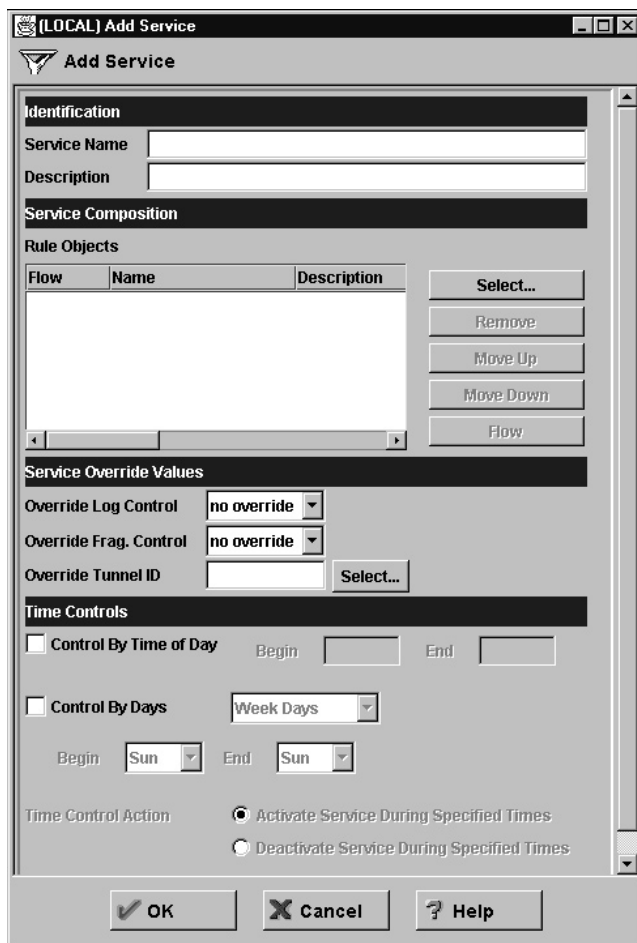 (LOCAL) Add Service
Add Service
Identification
Service Name
Description
Service Composition
Rule Objects
Flow Name Description
Select...
Remove
Move Up
Move Down
Flow
Service Override Values
Override Log Control no override
Override Frag. Control no override
Override Tunnel ID Select...
Time Controls
Control By Time of Day Begin End
Control By Days Week Days
Begin Sun End Sun
Time Control Action Activate Service During Specified Times
Deactivate Service During Specified Times
OK Cancel Help